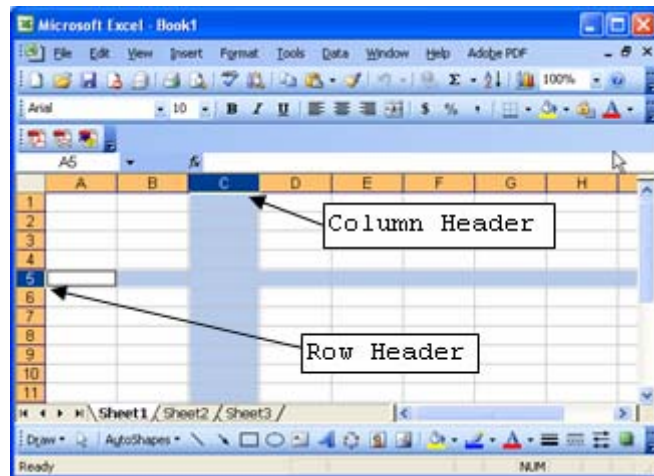 Microsoft Excel - Book1
File Edit View Insert Format Tools Data Window Help Adobe PDF
100%
Arial 10 B I U $ % ,
A5 fx
A B C D E F G H
1
2
Column Header
3
4
5
6
7
8
Row Header
9
10
11
Sheet1 / Sheet2 / Sheet3 /
Draw AutoShapes
Ready NUM